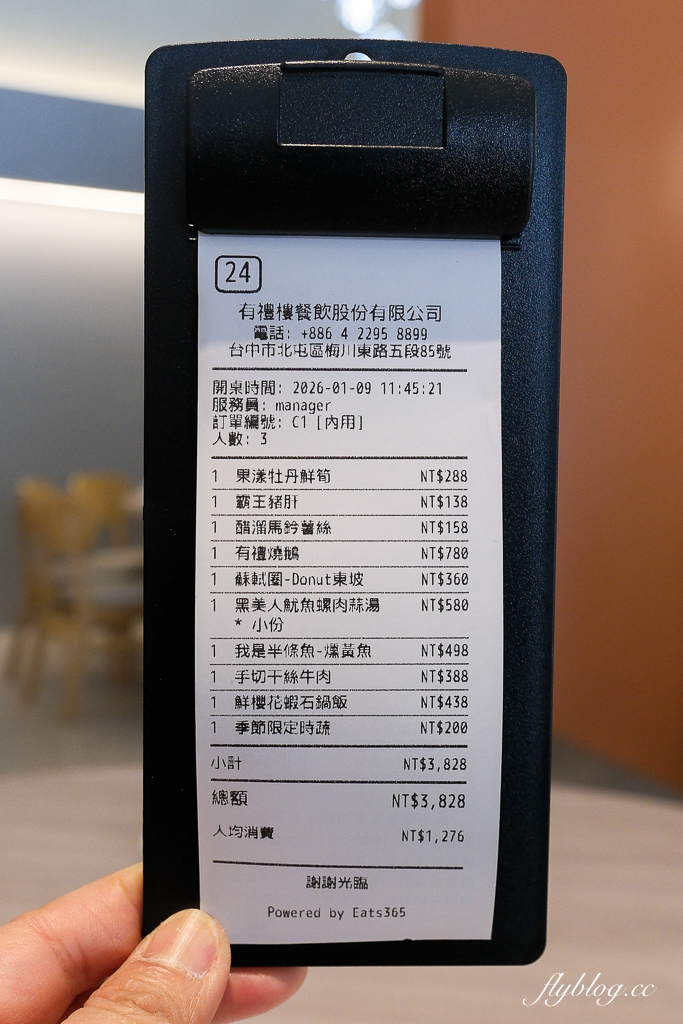 24
有禮樓餐飲股份有限公司
電話: +886 4 2295 8899
台中市北屯區梅川東路五段85號
開桌時間: 2026-01-09 11:45:21
服務員: manager
訂單編號: C1 [內用]
人數: 3
1 果漾牡丹鮮筍 NT$288
1 霸王豬肝 NT$138
1 醋溜馬鈴薯絲 NT$158
1 有禮燒鵝 NT$780
1 蘇軾圈-Donut東坡 NT$360
1 黑美人魷魚螺肉蒜湯 NT$580
* 小份
1 我是半條魚-燻黃魚 NT$498
1 手切干絲牛肉 NT$388
1 鮮櫻花蝦石鍋飯 NT$438
1 季節限定時蔬 NT$200
小計 NT$3,828
總額 NT$3,828
人均消費 NT$1,276
謝謝光臨
Powered by Eats365
flyblog.cc